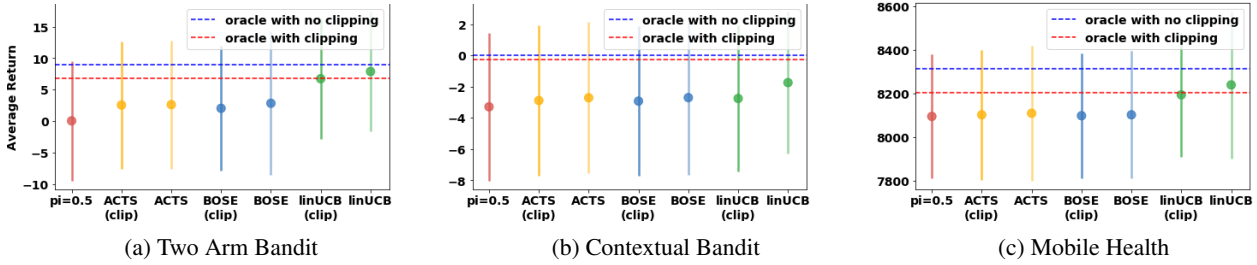 oracle with no clipping
oracle with clipping
Average Return
15
10
5
0
−5
−10
pi=0.5 ACTS (clip) ACTS BOSE (clip) BOSE linUCB (clip) linUCB
(a) Two Arm Bandit
oracle with no clipping
oracle with clipping
2
0
−2
−4
−6
−8
pi=0.5 ACTS (clip) ACTS BOSE (clip) BOSE linUCB (clip) linUCB
(b) Contextual Bandit
oracle with no clipping
oracle with clipping
8600
8400
8200
8000
7800
pi=0.5 ACTS (clip) ACTS BOSE (clip) BOSE linUCB (clip) linUCB
(c) Mobile Health